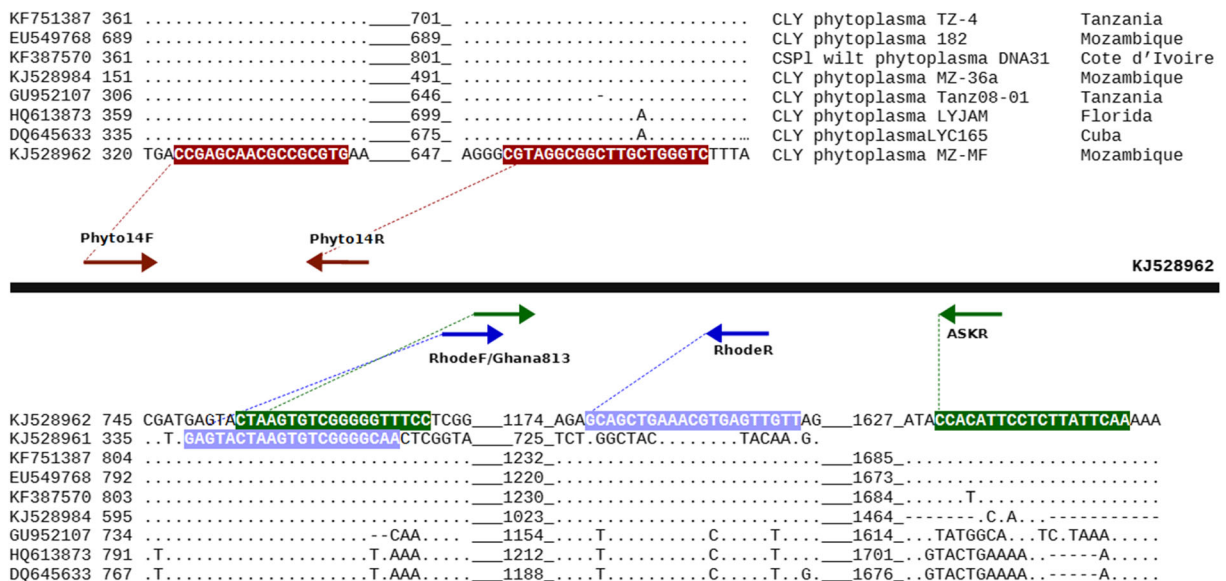 KF751387 361 ..............................____701_ ............................. CLY phytoplasma TZ-4 Tanzania
EU549768 689 ..............................____689_ ............................. CLY phytoplasma 182 Mozambique
KF387570 361 ..............................____801_ ............................. CSPl wilt phytoplasma DNA31 Cote d’Ivoire
KJ528984 151 ..............................____491_ ............................. CLY phytoplasma MZ-36a Mozambique
GU952107 306 ..............................____646_ ..............-.............. CLY phytoplasma Tanz08-01 Tanzania
HQ613873 359 ..............................____699_ ..................A.......... CLY phytoplasma LYJAM Florida
DQ645633 335 ..............................____675_ ..................A.........… CLY phytoplasmaLYC165 Cuba
KJ528962 320 TGACCGAGCAACGCCGCGTGAA____647_ AGGGCGTAGGCGGCTTGCTGGGTCTTTA CLY phytoplasma MZ-MF Mozambique
Phyto14F Phyto14R
KJ528962
RhodeF/Ghana813 RhodeR ASKR
KJ528962 745 CGATGAGTACTAAGTGTCGGGGGTTTCCTCGG___1174_AGAGCAGCTGAAACGTGAGTTGTTAG___1627_ATACCACATTCCTCTTATTCAAAAA
KJ528961 335 ..T.GAGTACTAAGTGTCGGGGCAACTCGGTA____725_TCT.GGCTAC........TACAA.G.
KF751387 804 ................................___1232_..........................___1685_.........................
EU549768 792 ................................___1220_..........................___1673_.........................
KF387570 803 ................................___1230_..........................___1684_......T..................
KJ528984 595 ................................___1023_..........................___1464_-------.C.A...-----------
GU952107 734 ......................--CAA.....___1154_....T..........C.....T....___1614_...TATGGCA...TC.TAAA.....
HQ613873 791 .T....................T.AAA.....___1212_....T..........C.....T....___1701_..GTACTGAAAA..-----A.....
DQ645633 767 .T....................T.AAA.....___1188_....T..........C.....T..G.___1676_..GTACTGAAAA..-----A.....